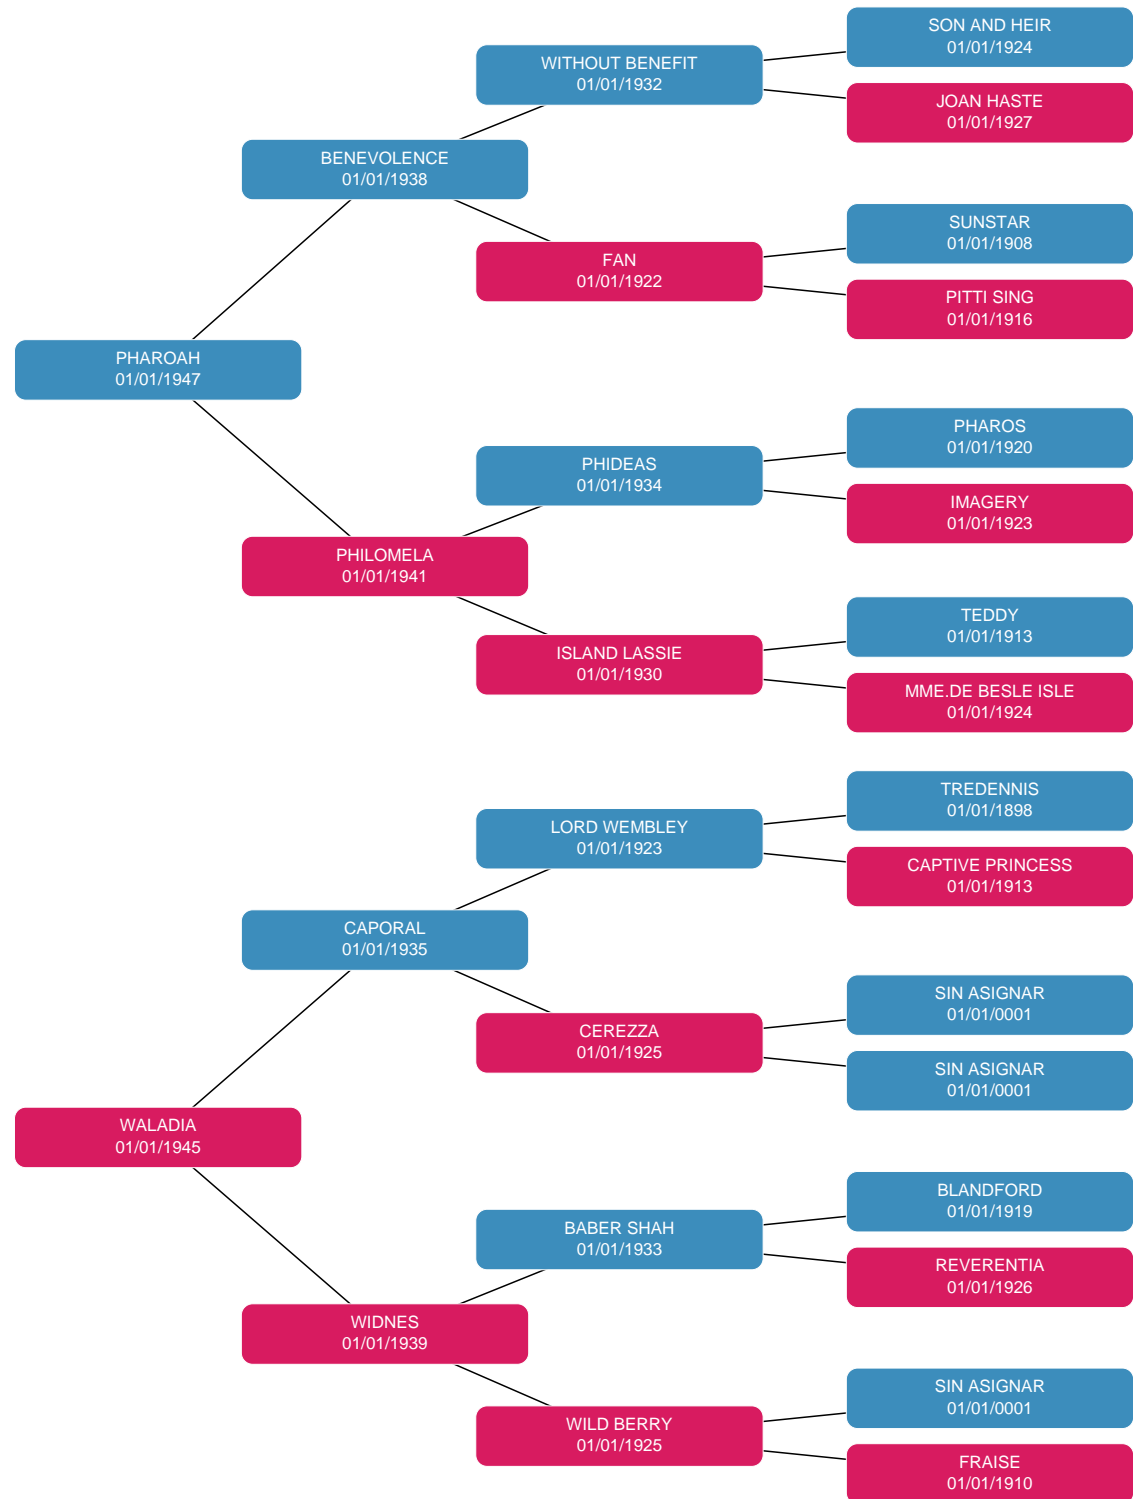 SON AND HEIR
01/01/1924
WITHOUT BENEFIT
01/01/1932
JOAN HASTE
01/01/1927
BENEVOLENCE
01/01/1938
SUNSTAR
01/01/1908
FAN
01/01/1922
PITTI SING
01/01/1916
PHAROAH
01/01/1947
PHAROS
01/01/1920
PHIDEAS
01/01/1934
IMAGERY
01/01/1923
PHILOMELA
01/01/1941
TEDDY
01/01/1913
ISLAND LASSIE
01/01/1930
MME.DE BESLE ISLE
01/01/1924
TREDENNIS
01/01/1898
LORD WEMBLEY
01/01/1923
CAPTIVE PRINCESS
01/01/1913
CAPORAL
01/01/1935
SIN ASIGNAR
01/01/0001
CEREZZA
01/01/1925
SIN ASIGNAR
01/01/0001
WALADIA
01/01/1945
BLANDFORD
01/01/1919
BABER SHAH
01/01/1933
REVERENTIA
01/01/1926
WIDNES
01/01/1939
SIN ASIGNAR
01/01/0001
WILD BERRY
01/01/1925
FRAISE
01/01/1910